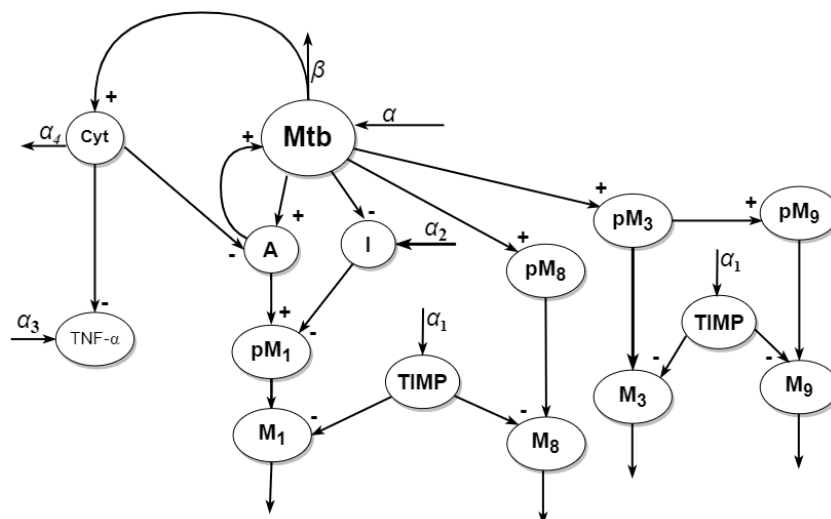 β
α
+
Cyt
α₄
Mtb
+
+
-
+
+
+
pM₃
pM₉
-
A
I
α₂
pM₈
α₁
-
α₃
TNF-α
+
-
pM₁
α₁
TIMP
TIMP
-
-
M₃
M₉
-
-
M₁
M₈